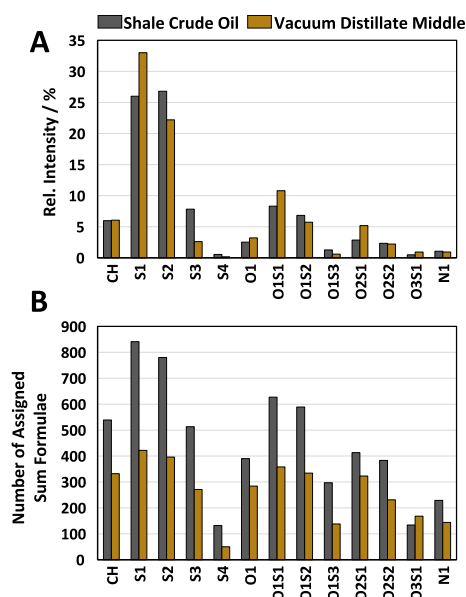 Shale Crude Oil Vacuum Distillate Middle
A
Rel. Intensity / %
35
30
25
20
15
10
5
0
CH S1 S2 S3 S4 O1 O1S1 O1S2 O1S3 O2S1 O2S2 O3S1 N1
B
Number of Assigned
Sum Formulae
900
800
700
600
500
400
300
200
100
0
CH S1 S2 S3 S4 O1 O1S1 O1S2 O1S3 O2S1 O2S2 O3S1 N1